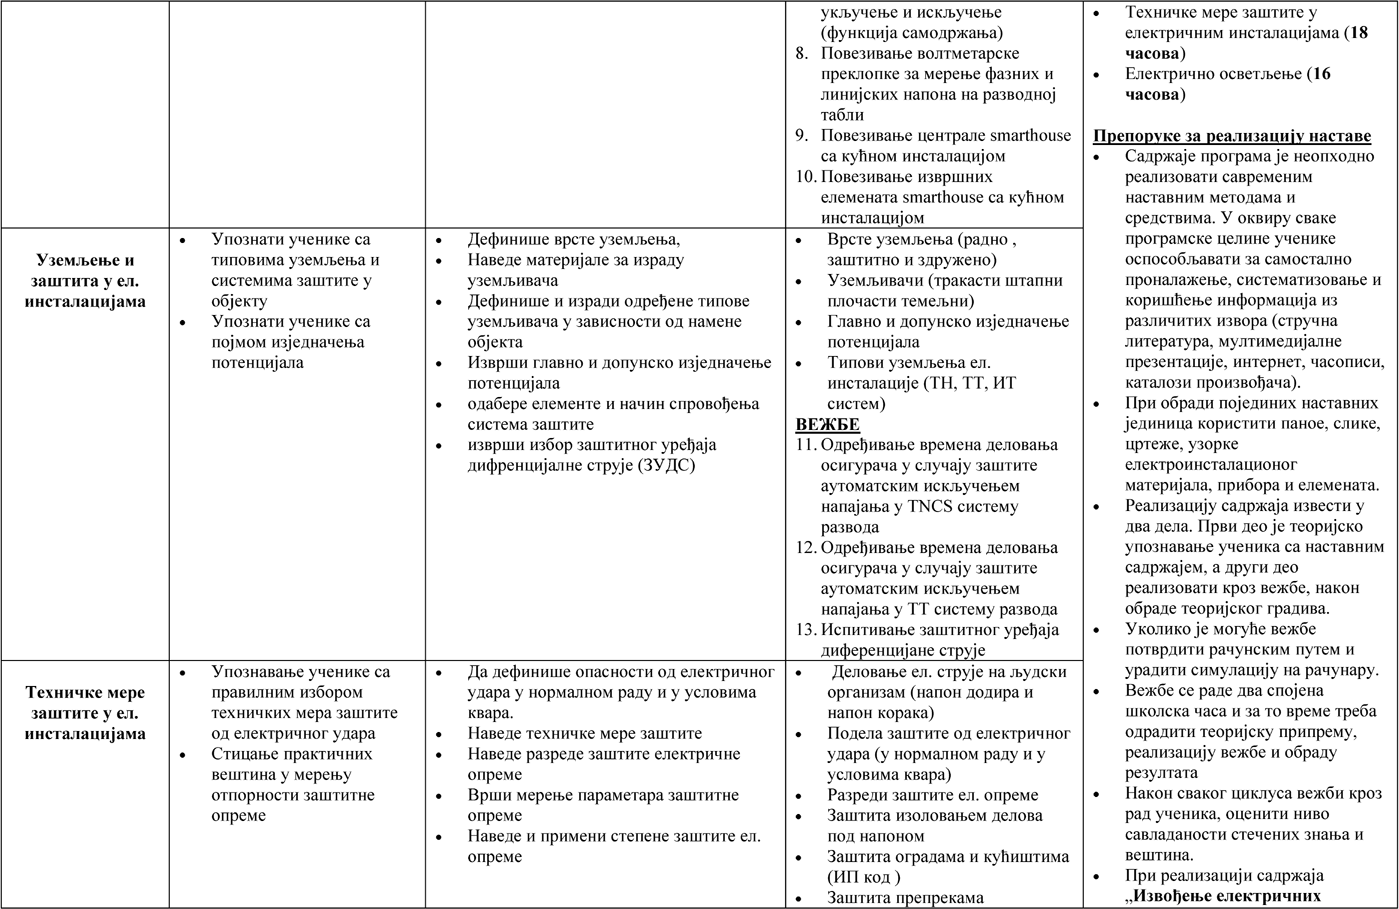 укључење и искључење
(функција самодржања)
8. Повезивање волтметарске
преклопке за мерење фазних и
линијских напона на разводној
табли
9. Повезивање централе smarthouse
са кућном инсталацијом
10. Повезивање извршних
елемената smarthouse са кућном
инсталацијом
Уземљење и
заштита у ел.
инсталацијама
• Упознати ученике са
типовима уземљења и
системима заштите у
објекту
• Упознати ученике са
појмом изједначења
потенцијала
• Дефинише врсте уземљења,
• Наведе материјале за израду
уземљивача
• Дефинише и изради одређене типове
уземљивача у зависности од намене
објекта
• Изврши главно и допунско изједначење
потенцијала
• одабере елементе и начин спровођења
система заштите
• изврши избор заштитног уређаја
дифренцијалне струје (ЗУДС)
• Врсте уземљења (радно ,
заштитно и здружено)
• Уземљивачи (тракасти штапни
плочасти темељни)
• Главно и допунско изједначење
потенцијала
• Типови уземљења ел.
инсталације (ТН, ТТ, ИТ
систем)
ВЕЖБЕ
11. Одређивање времена деловања
осигурача у случају заштите
аутоматским искључењем
напајања у TNCS систему
развода
12. Одређивање времена деловања
осигурача у случају заштите
аутоматским искључењем
напајања у ТТ систему развода
13. Испитивање заштитног уређаја
диференцијане струје
Техничке мере
заштите у ел.
инсталацијама
• Упознавање ученике са
правилним избором
техничких мера заштите
од електричног удара
• Стицање практичних
вештина у мерењу
отпорности заштитне
опреме
• Да дефинише опасности од електричног
удара у нормалном раду и у условима
квара.
• Наведе техничке мере заштите
• Наведе разреде заштите електричне
опреме
• Врши мерење параметара заштитне
опреме
• Наведе и примени степене заштите ел.
опреме
• Деловање ел. струје на људски
организам (напон додира и
напон корака)
• Подела заштите од електричног
удара (у нормалном раду и у
условима квара)
• Разреди заштите ел. опреме
• Заштита изоловањем делова
под напоном
• Заштита оградама и кућиштима
(ИП код )
• Заштита препрекама
• Техничке мере заштите у
електричним инсталацијама (18
часова)
• Електрично осветљење (16
часова)
Препоруке за реализацију наставе
• Садржаје програма је неопходно
реализовати савременим
наставним методама и
средствима. У оквиру сваке
програмске целине ученике
оспособљавати за самостално
проналажење, систематизовање и
коришћење информација из
различитих извора (стручна
литература, мултимедијалне
презентације, интернет, часописи,
каталози произвођача).
• При обради појединих наставних
јединица користити паное, слике,
цртеже, узорке
електроинсталационог
материјала, прибора и елемената.
• Реализацију садржаја извести у
два дела. Први део је теоријско
упознавање ученика са наставним
садржајем, а други део
реализовати кроз вежбе, након
обраде теоријског градива.
• Уколико је могуће вежбе
потврдити рачунским путем и
урадити симулацију на рачунару.
• Вежбе се раде два спојена
школска часа и за то време треба
одрадити теоријску припрему,
реализацију вежбе и обраду
резултата
• Након сваког циклуса вежби кроз
рад ученика, оценити ниво
савладаности стечених знања и
вештина.
• При реализацији садржаја
„Извођење електричних